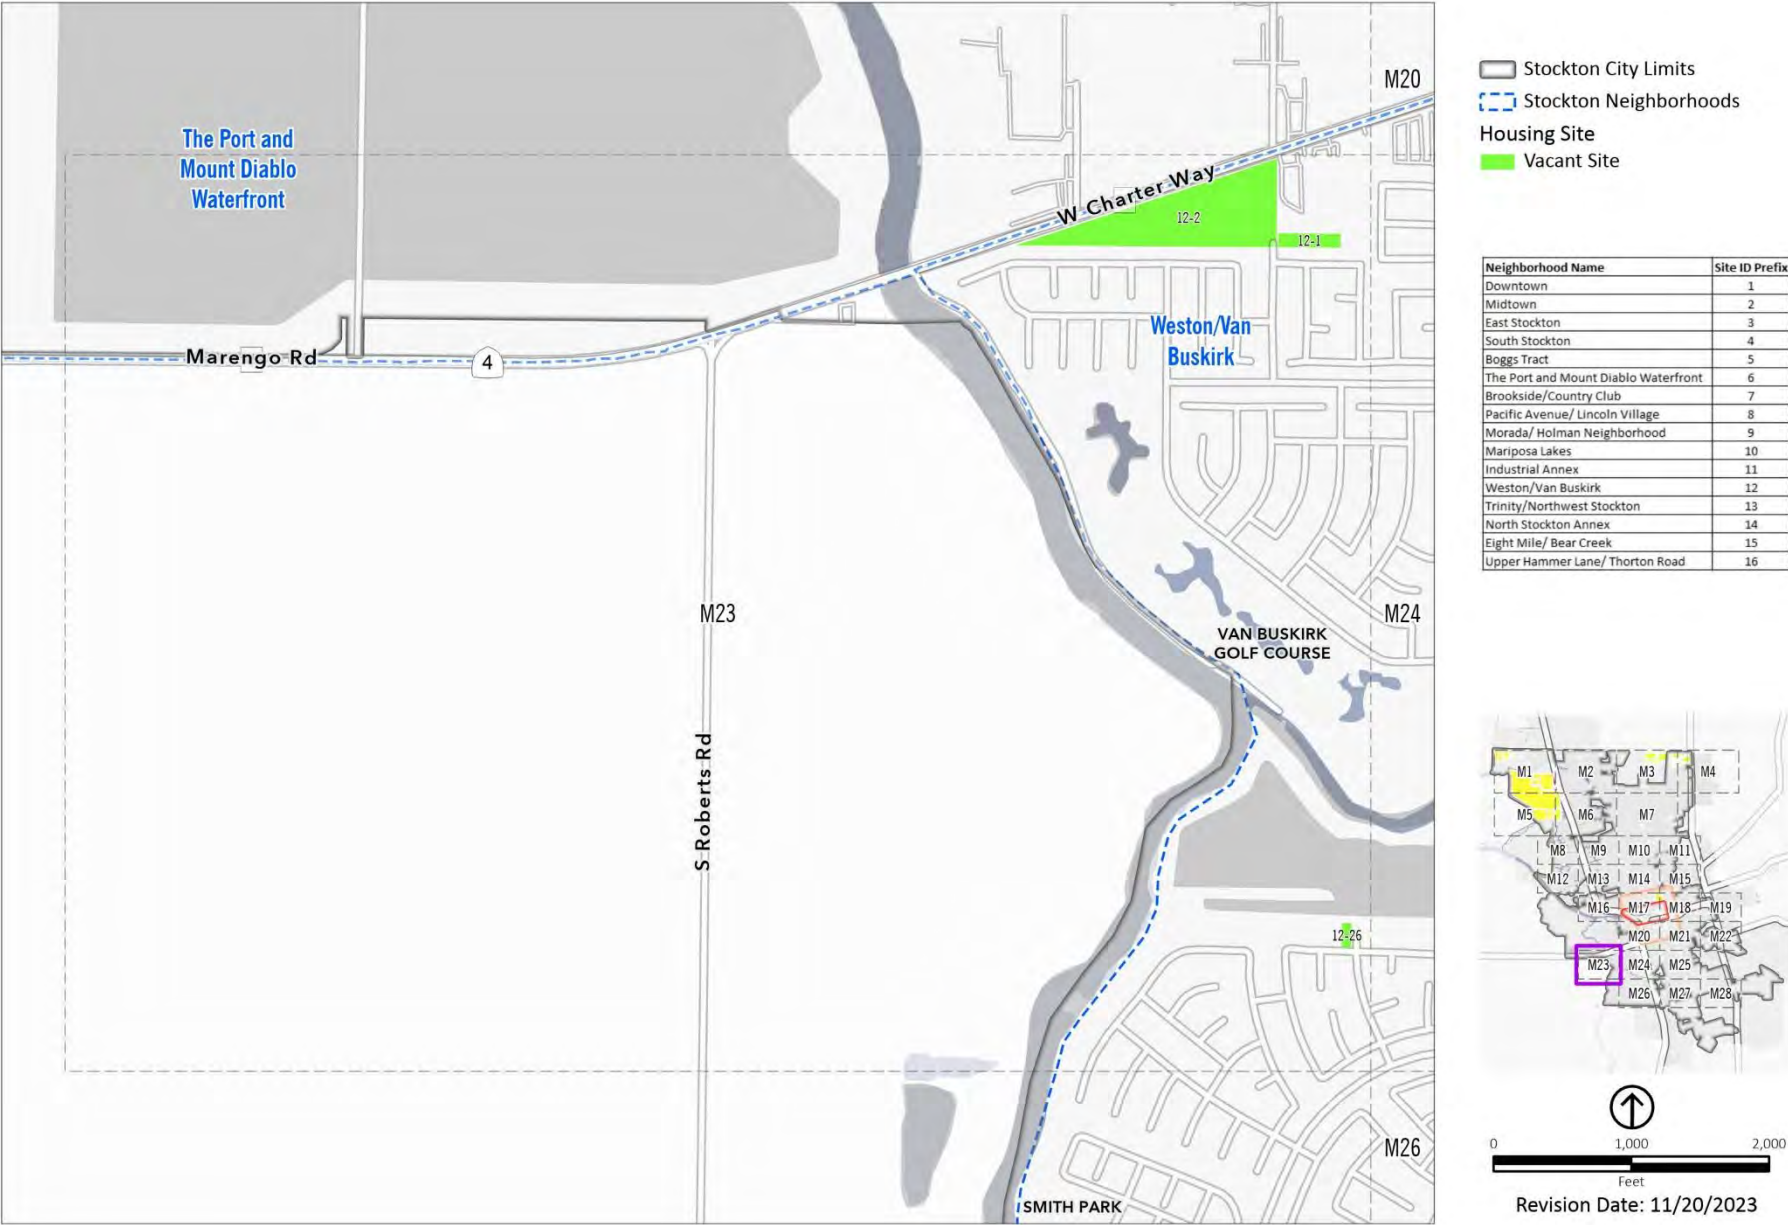 M20
The Port and
Mount Diablo
Waterfront
W Charter Way
12-2
12-1
Weston/Van
Buskirk
Marengo Rd
4
M23
M24
VAN BUSKIRK
GOLF COURSE
S Roberts Rd
12-26
M26
SMITH PARK
Stockton City Limits
Stockton Neighborhoods
Housing Site
Vacant Site
Neighborhood Name Site ID Prefix
Downtown 1
Midtown 2
East Stockton 3
South Stockton 4
Boggs Tract 5
The Port and Mount Diablo Waterfront 6
Brookside/Country Club 7
Pacific Avenue/ Lincoln Village 8
Morada/ Holman Neighborhood 9
Mariposa Lakes 10
Industrial Annex 11
Weston/Van Buskirk 12
Trinity/Northwest Stockton 13
North Stockton Annex 14
Eight Mile/ Bear Creek 15
Upper Hammer Lane/ Thorton Road 16
M1 M2 M3 M4
M5 M6 M7
M8 M9 M10 M11
M12 M13 M14 M15
M16 M17 M18 M19
M20 M21 M22
M23 M24 M25
M26 M27 M28
0 1,000 2,000
Feet
Revision Date: 11/20/2023